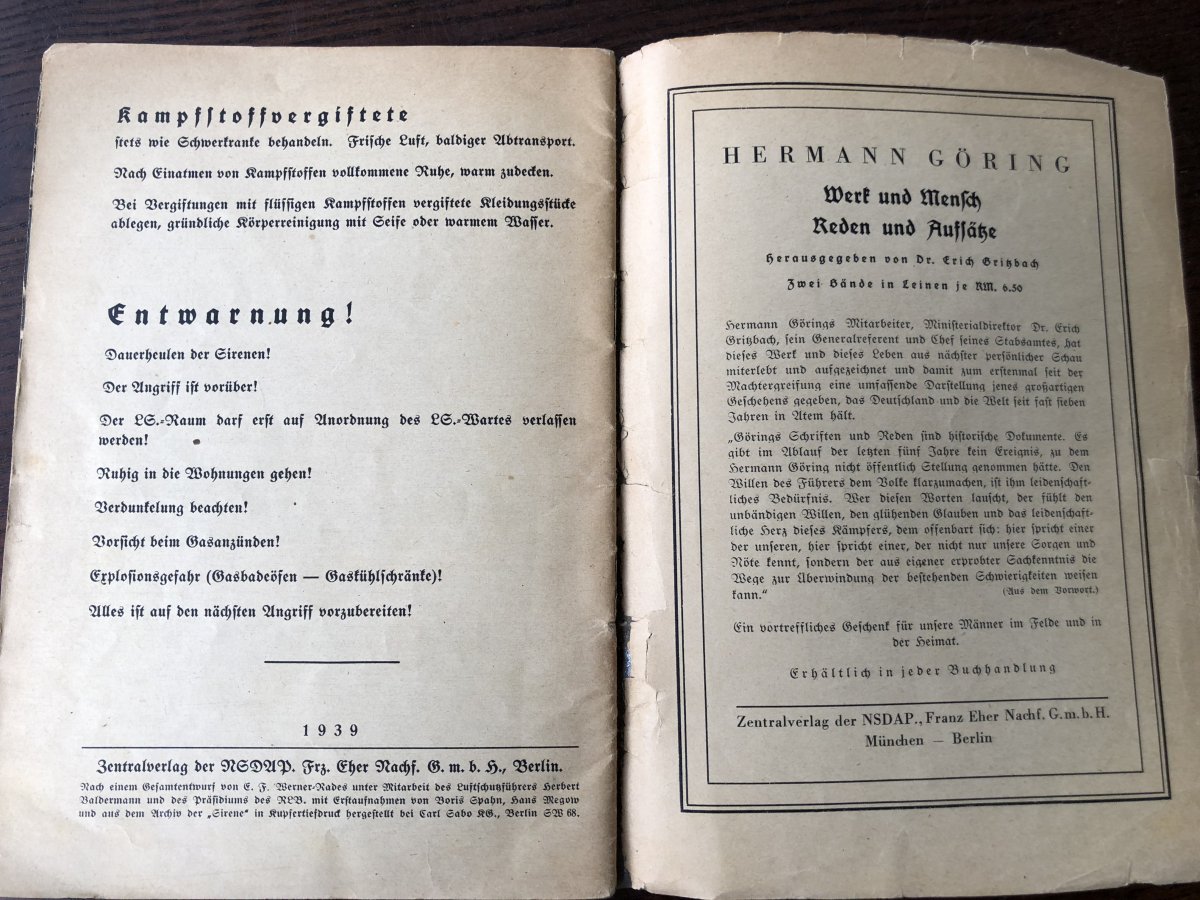 Kampfstoffvergiftete
stets wie Schwerkranke behandeln. Frische Luft, baldiger Abtransport.
Nach Einatmen von Kampfstoffen vollkommene Ruhe, warm zudecken.
Bei Vergiftungen mit flüssigen Kampfstoffen vergiftete Kleidungsstücke
ablegen, gründliche Körperreinigung mit Seife oder warmem Wasser.
Entwarnung!
Dauerheulen der Sirenen!
Der Angriff ist vorüber!
Der LS.-Raum darf erst auf Anordnung des LS.-Wartes verlassen
werden!
Ruhig in die Wohnungen gehen!
Verdunkelung beachten!
Vorsicht beim Gasanzünden!
Explosionsgefahr (Gasbadeöfen — Gaskühlschränke)!
Alles ist auf den nächsten Angriff vorzubereiten!
1939
Zentralverlag der NSDAP. Frz. Eher Nachf. G. m. b. H., Berlin.
Nach einem Gesamtentwurf von E. F. Werner-Rades unter Mitarbeit des Luftschutzführers Herbert
Baldermann und des Präsidiums des RLB. mit Erstaufnahmen von Boris Spahn, Hans Megow
und aus dem Archiv der „Sirene“ in Kupfertiefdruck hergestellt bei Carl Sabo KG., Berlin SW 68.
HERMANN GÖRING
Werk und Mensch
Reden und Aufsätze
Herausgegeben von Dr. Erich Gritzbach
Zwei Bände in Leinen je RM. 6.50
Hermann Görings Mitarbeiter, Ministerialdirektor Dr. Erich
Gritzbach, sein Generalreferent und Chef seines Stabsamtes, hat
dieses Werk und dieses Leben aus nächster persönlicher Schau
miterlebt und aufgezeichnet und damit zum erstenmal seit der
Machtergreifung eine umfassende Darstellung jenes großartigen
Geschehens gegeben, das Deutschland und die Welt seit fast sieben
Jahren in Atem hält.
„Görings Schriften und Reden sind historische Dokumente. Es
gibt im Ablauf der letzten fünf Jahre kein Ereignis, zu dem
Hermann Göring nicht öffentlich Stellung genommen hätte. Den
Willen des Führers dem Volke klarzumachen, ist ihm leidenschaft-
liches Bedürfnis. Wer diesen Worten lauscht, der fühlt den
unbändigen Willen, den glühenden Glauben und das leidenschaft-
liche Herz dieses Kämpfers, dem offenbart sich: hier spricht einer
der unseren, hier spricht einer, der nicht nur unsere Sorgen und
Nöte kennt, sondern der aus eigener erprobter Sachkenntnis die
Wege zur Überwindung der bestehenden Schwierigkeiten weisen
kann.“ (Aus dem Vorwort.)
Ein vortreffliches Geschenk für unsere Männer im Felde und in
der Heimat.
Erhältlich in jeder Buchhandlung
Zentralverlag der NSDAP., Franz Eher Nachf. G. m. b. H.
München — Berlin